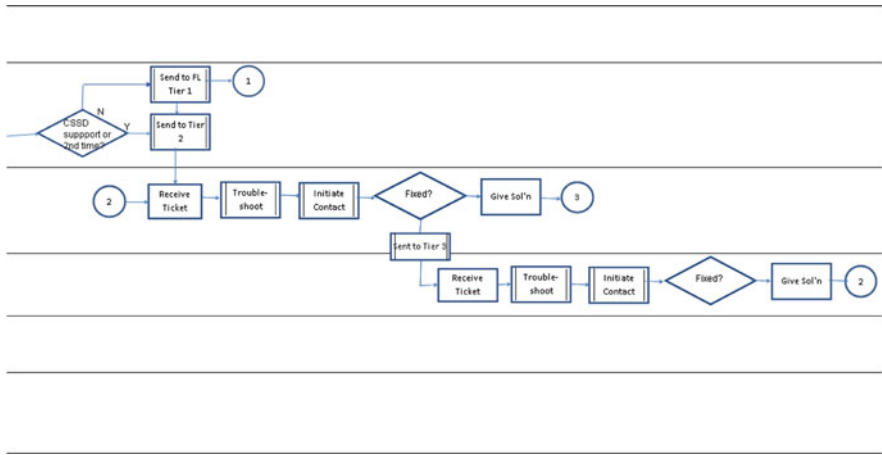 Send to FL
Tier 1
1
N
CSSD
suppport or
2nd time?
Y
Send to Tier
2
2
Receive
Ticket
Trouble-
shoot
Initiate
Contact
Fixed?
Give Sol'n
3
Sent to Tier 3
Receive
Ticket
Trouble-
shoot
Initiate
Contact
Fixed?
Give Sol'n
2